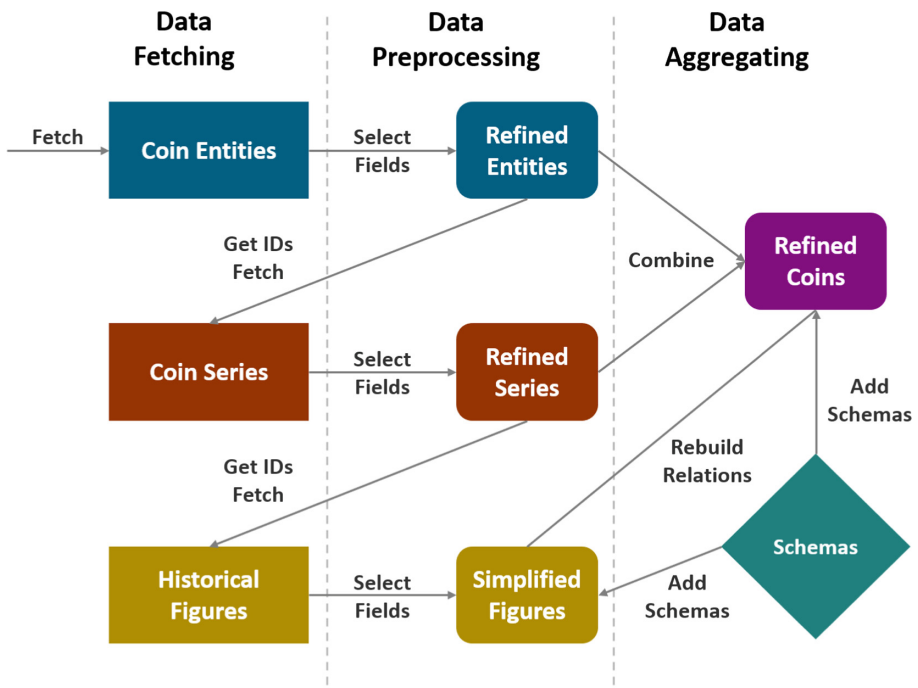 Data
Fetching
Data
Preprocessing
Data
Aggregating
Fetch
Coin Entities
Select
Fields
Refined
Entities
Get IDs
Fetch
Combine
Refined
Coins
Coin Series
Select
Fields
Refined
Series
Add
Schemas
Get IDs
Fetch
Rebuild
Relations
Schemas
Historical
Figures
Select
Fields
Simplified
Figures
Add
Schemas